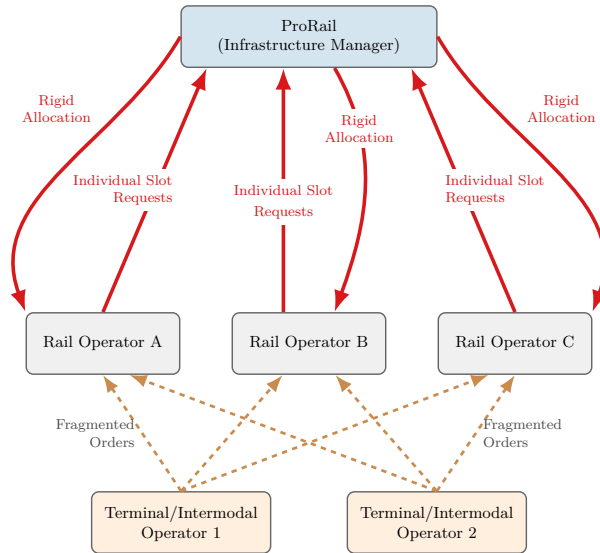 ProRail
(Infrastructure Manager)
Rigid
Allocation
Rigid
Allocation
Rigid
Allocation
Individual Slot
Requests
Individual Slot
Requests
Individual Slot
Requests
Rail Operator A
Rail Operator B
Rail Operator C
Fragmented
Orders
Fragmented
Orders
Terminal/Intermodal
Operator 1
Terminal/Intermodal
Operator 2